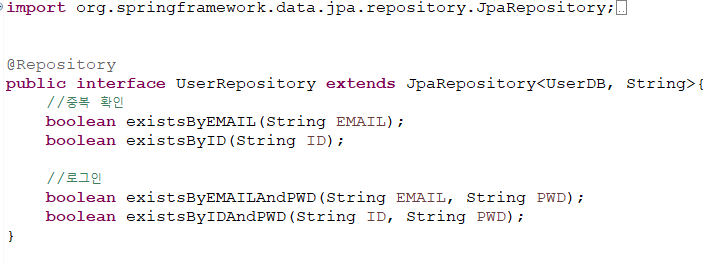 import org.springframework.data.jpa.repository.JpaRepository;
@Repository
public interface UserRepository extends JpaRepository<UserDB, String>{
//중복 확인
boolean existsByEMAIL(String EMAIL);
boolean existsByID(String ID);
//로그인
boolean existsByEMAILAndPWD(String EMAIL, String PWD);
boolean existsByIDAndPWD(String ID, String PWD);
}